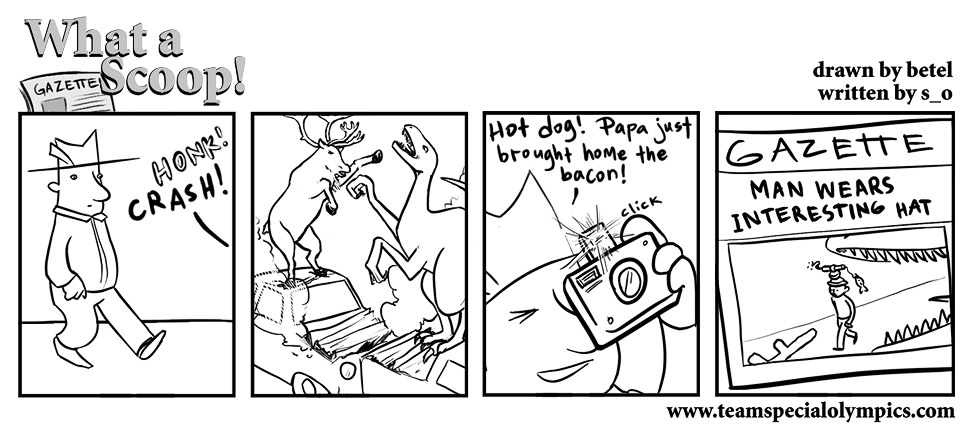 What a
Scoop!
GAZETTE
drawn by betel
written by s_o
HONK!
CRASH!
Hot dog! Papa just
brought home the
bacon!
click
GAZETTE
MAN WEARS
INTERESTING HAT
www.teamspecialolympics.com